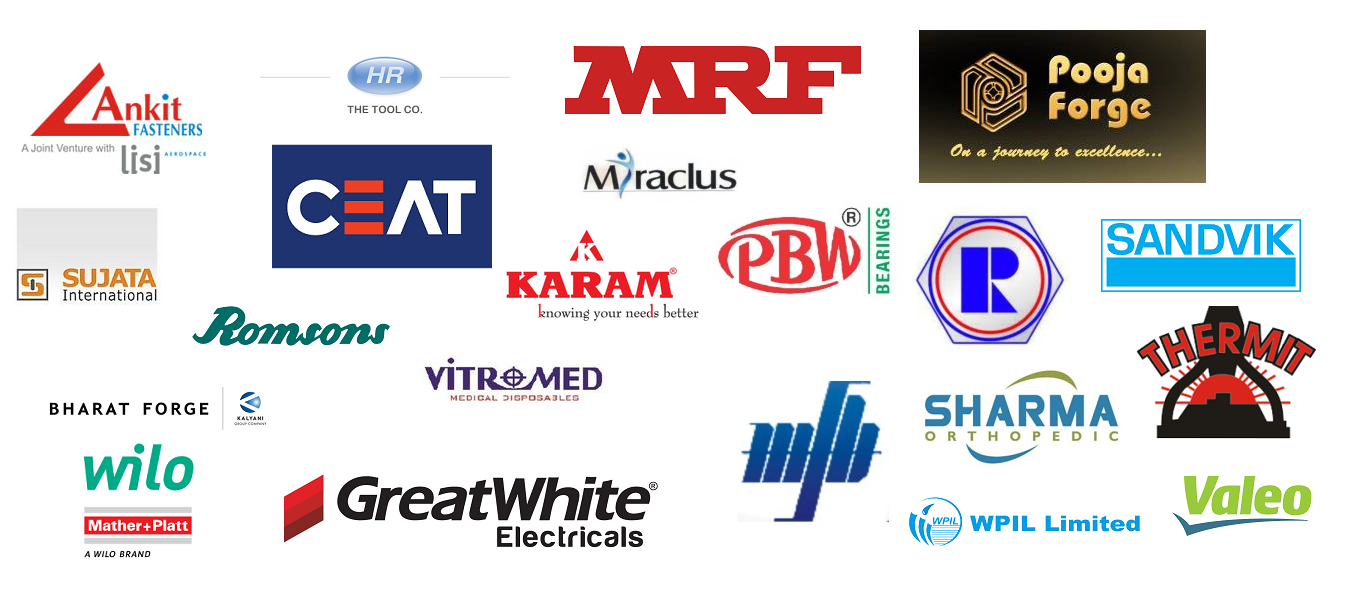 Ankit
FASTENERS
A Joint Venture with lisi AEROSPACE
HR
THE TOOL CO.
MRF
Pooja
Forge
On a journey to excellence...
CEAT
Miraclus
SUJATA
International
KARAM®
knowing your needs better
PBW®
BEARINGS
R
SANDVIK
Romsons
THERMIT
VITROMED
MEDICAL DISPOSABLES
BHARAT FORGE
KALYANI
GROUP COMPANY
SHARMA
ORTHOPEDIC
wilo
Mather+Platt
A WILO BRAND
GreatWhite®
Electricals
WPIL
WPIL Limited
Valeo